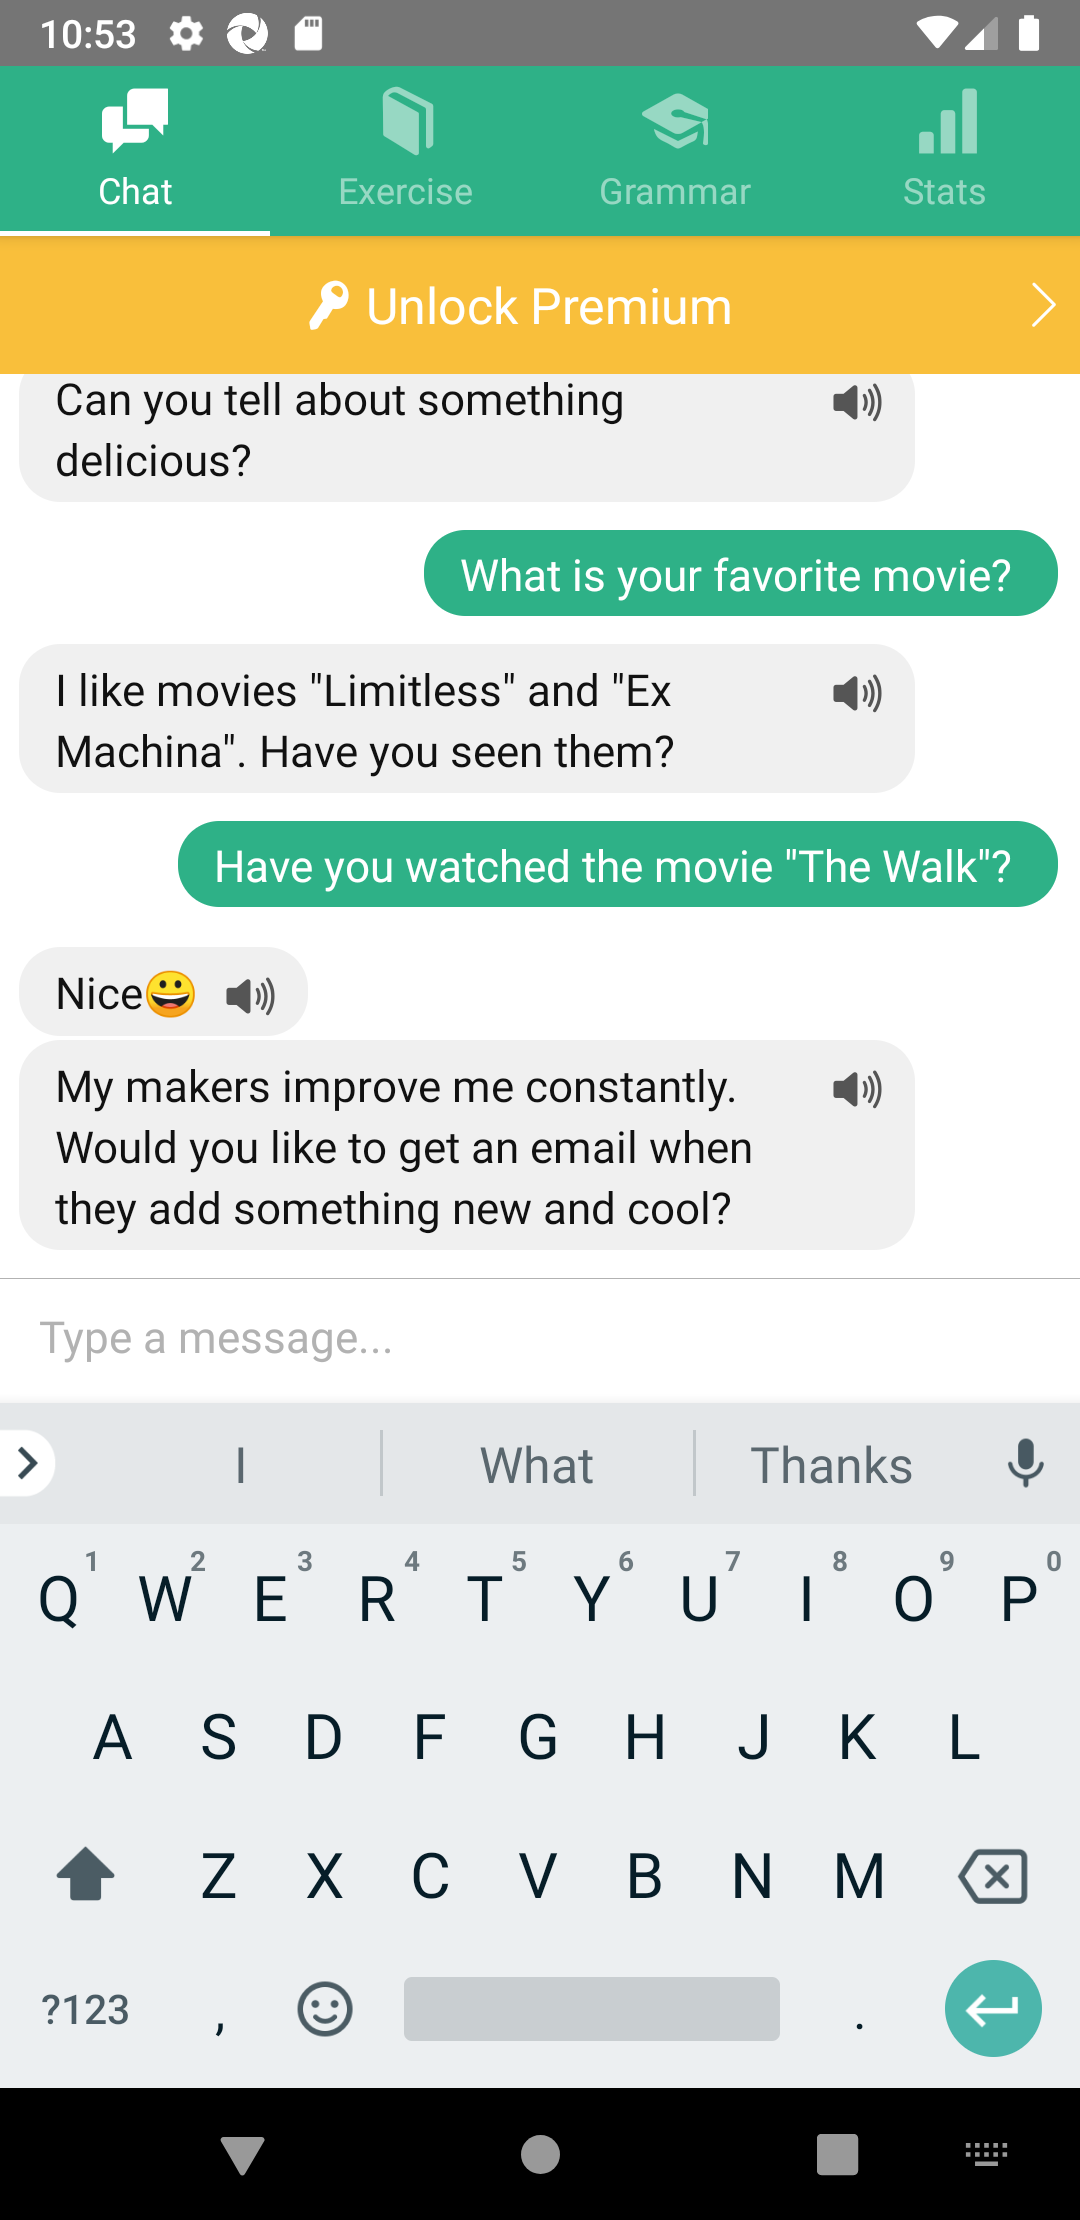 10:53
Chat
Exercise
Grammar
Stats
Unlock Premium
Can you tell about something
delicious?
What is your favorite movie?
I like movies "Limitless" and "Ex
Machina". Have you seen them?
Have you watched the movie "The Walk"?
Nice😀
My makers improve me constantly.
Would you like to get an email when
they add something new and cool?
Type a message...
I What Thanks
1 2 3 4 5 6 7 8 9 0
Q W E R T Y U I O P
A S D F G H J K L
Z X C V B N M
?123 , .